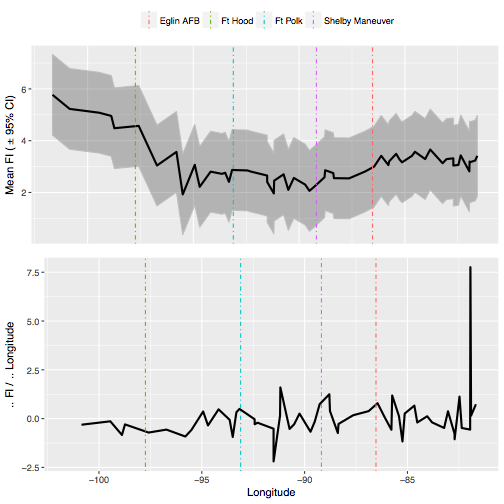 Eglin AFB Ft Hood Ft Polk Shelby Maneuver
Mean FI ( ± 95% CI)
6
4
2
.. FI / .. Longitude
7.5
5.0
2.5
0.0
−2.5
−100 −95 −90 −85
Longitude